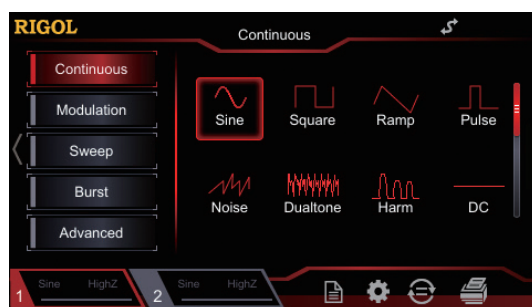 RIGOL
Continuous
Continuous
Modulation
Sweep
Burst
Advanced
Sine Square Ramp Pulse
Noise Dualtone Harm DC
1 Sine HighZ 2 Sine HighZ